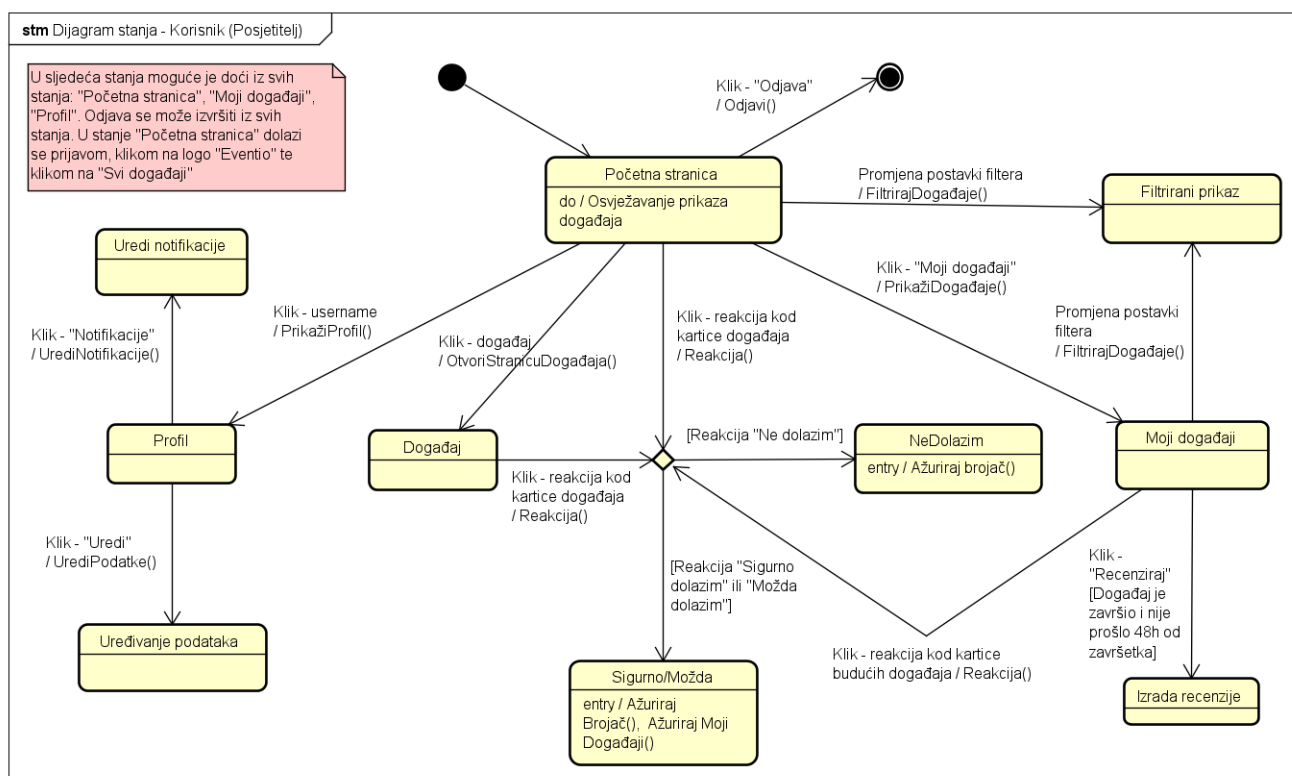 stm Dijagram stanja - Korisnik (Posjetitelj)
U sljedeća stanja moguće je doći iz svih
stanja: "Početna stranica", "Moji događaji",
"Profil". Odjava se može izvršiti iz svih
stanja. U stanje "Početna stranica" dolazi
se prijavom, klikom na logo "Eventio" te
klikom na "Svi događaji"
Klik - "Odjava"
/ Odjavi()
Početna stranica
do / Osvježavanje prikaza
događaja
Promjena postavki filtera
/ FiltrirajDogađaje()
Filtrirani prikaz
Uredi notifikacije
Klik - "Notifikacije"
/ UrediNotifikacije()
Klik - username
/ PrikažiProfil()
Klik - događaj
/ OtvoriStranicuDogađaja()
Klik - reakcija kod
kartice događaja
/ Reakcija()
Klik - "Moji događaji"
/ PrikažiDogađaje()
Promjena postavki
filtera
/ FiltrirajDogađaje()
Profil
Događaj
Klik - reakcija kod
kartice događaja
/ Reakcija()
[Reakcija "Ne dolazim"]
NeDolazim
entry / Ažuriraj brojač()
Moji događaji
Klik - "Uredi"
/ UrediPodatke()
[Reakcija "Sigurno
dolazim" ili "Možda
dolazim"]
Klik -
"Recenziraj"
[Događaj je
završio i nije
prošlo 48h od
završetka]
Uređivanje podataka
Klik - reakcija kod kartice
budućih događaja / Reakcija()
Sigurno/Možda
entry / Ažuriraj
Brojač(), Ažuriraj Moji
Događaji()
Izrada recenzije